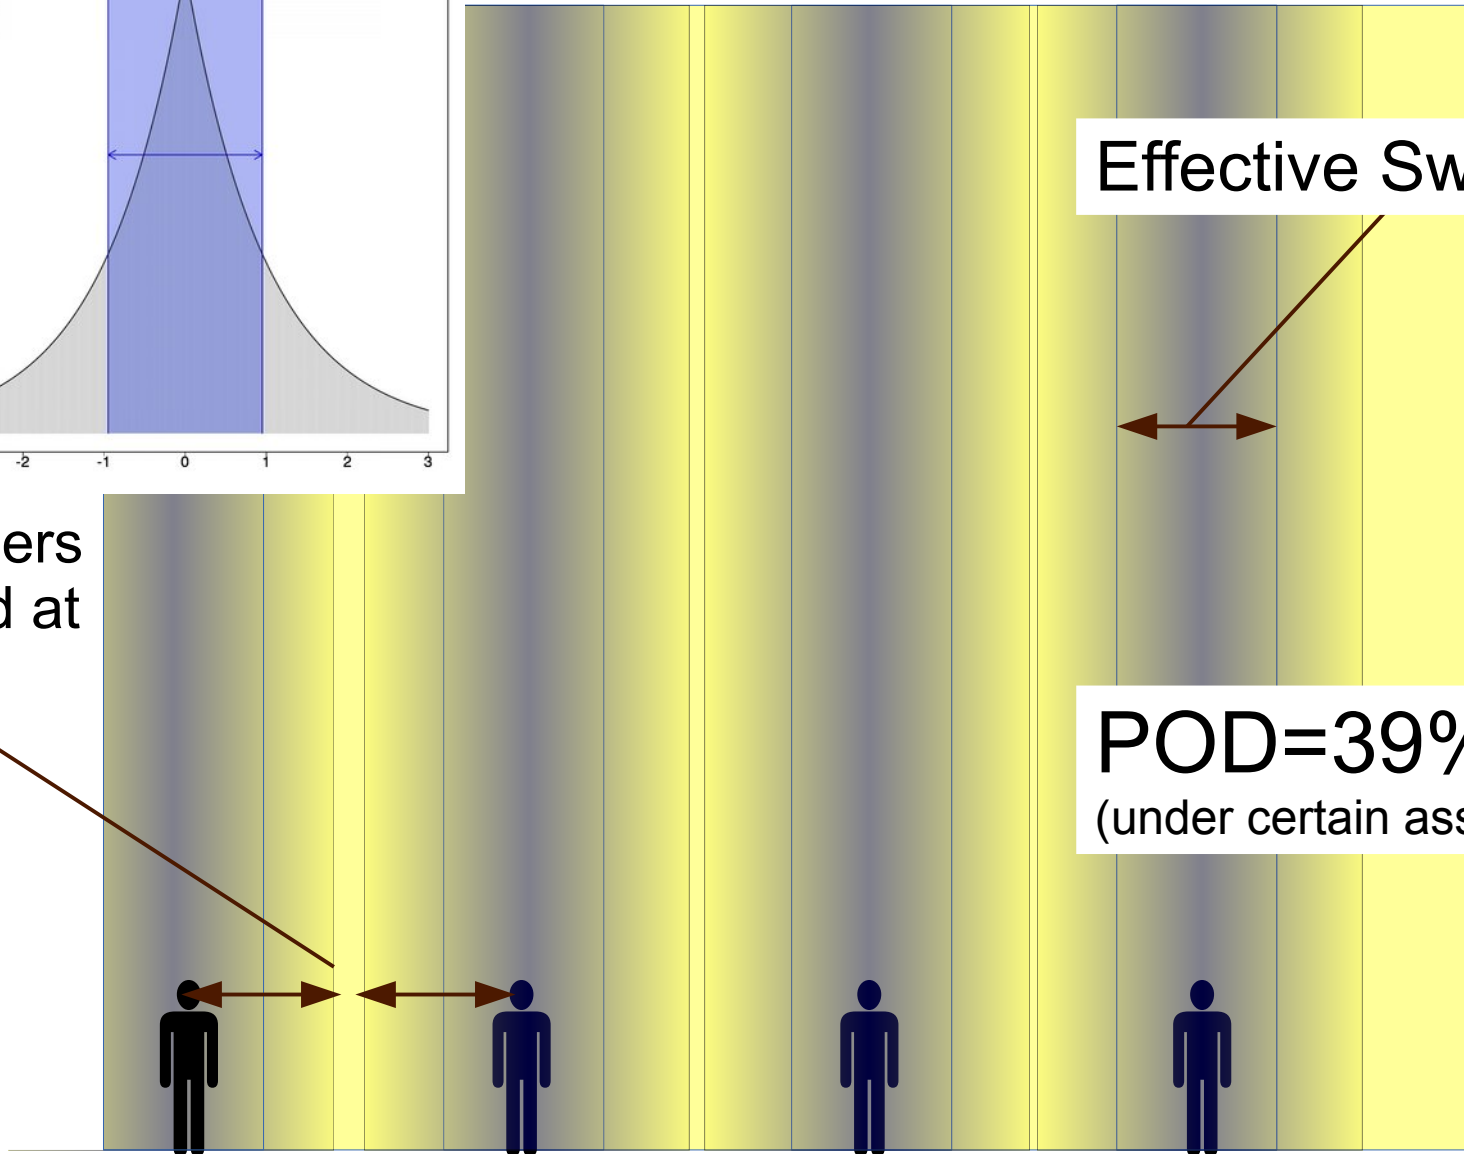 -2 -1 0 1 2 3
Effective Sw
ers
d at
POD=39%
(under certain ass